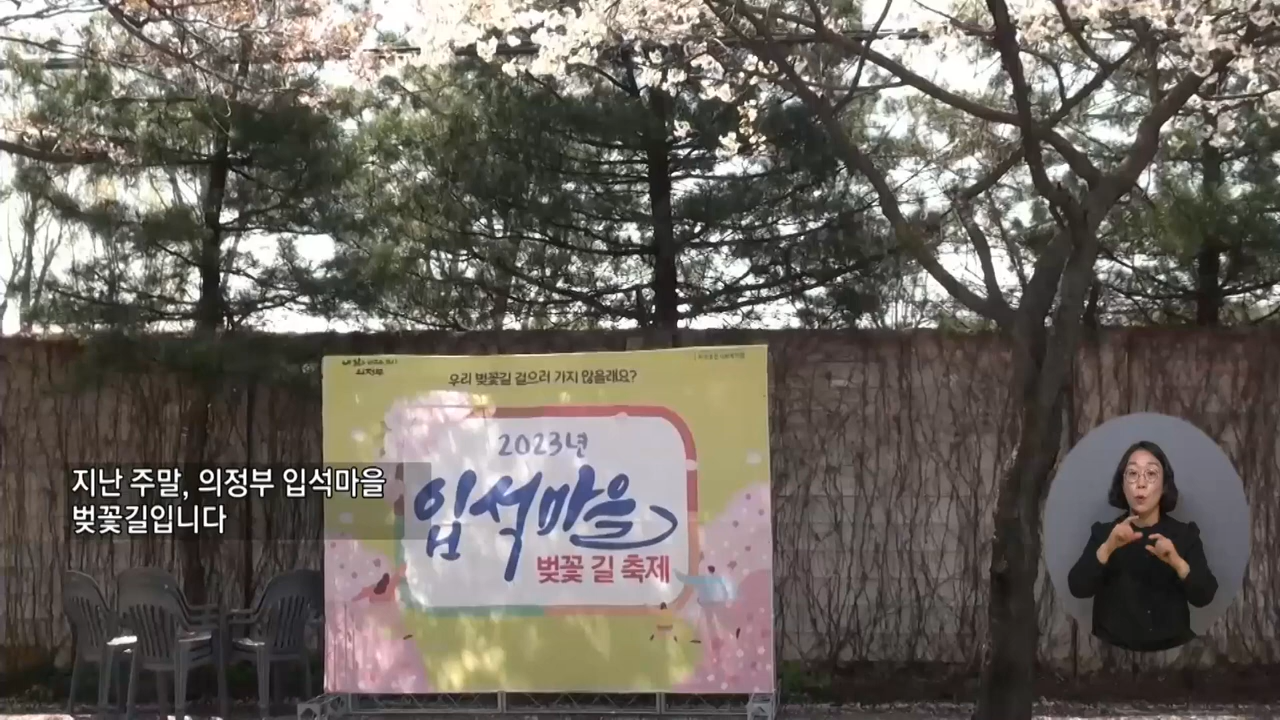 우리 벚꽃길 걸으러 가지 않을래요?
2023년
입석마을
벚꽃 길 축제
지난 주말, 의정부 입석마을
벚꽃길입니다